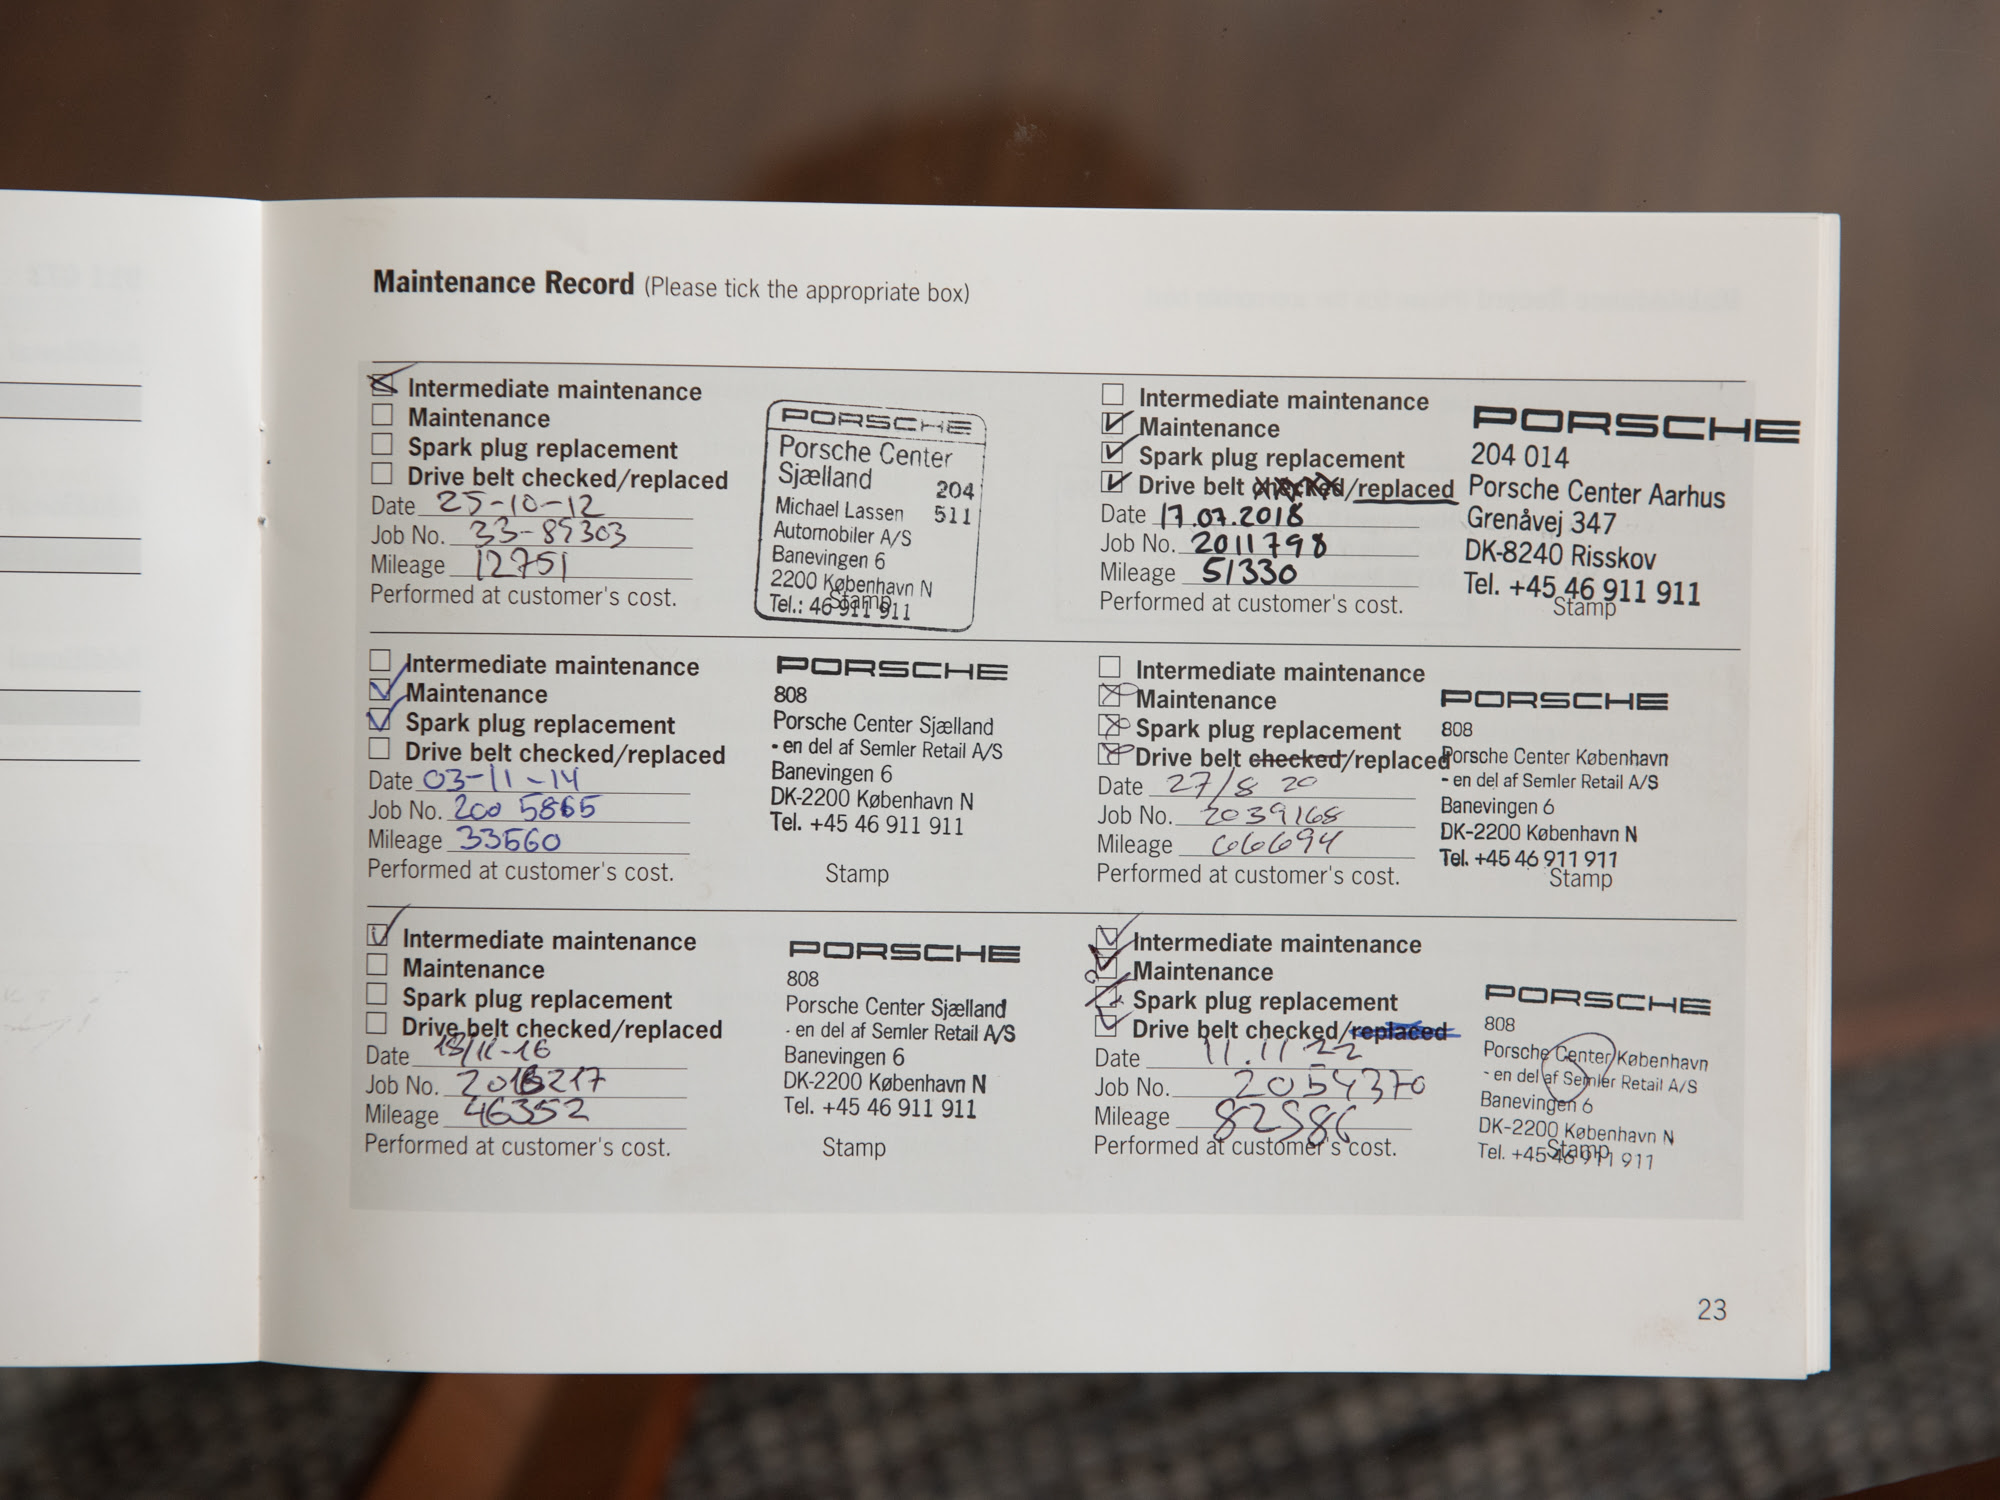 Maintenance Record (Please tick the appropriate box)
Intermediate maintenance
Maintenance
Spark plug replacement
Drive belt checked/replaced
Date 25-10-12
Job No. 33-85303
Mileage 12751
Performed at customer's cost.
PORSCHE
Porsche Center
Sjælland 204
Michael Lassen 511
Automobiler A/S
Banevingen 6
2200 København N
Tel.: 46 911 911
Stamp
Intermediate maintenance
Maintenance
Spark plug replacement
Drive belt checked/replaced
Date 03-11-14
Job No. 200 5865
Mileage 33560
Performed at customer's cost.
PORSCHE
808
Porsche Center Sjælland
- en del af Semler Retail A/S
Banevingen 6
DK-2200 København N
Tel. +45 46 911 911
Stamp
Intermediate maintenance
Maintenance
Spark plug replacement
Drive belt checked/replaced
Date
Job No.
Mileage 46352
Performed at customer's cost.
PORSCHE
808
Porsche Center Sjælland
- en del af Semler Retail A/S
Banevingen 6
DK-2200 København N
Tel. +45 46 911 911
Stamp
Intermediate maintenance
Maintenance
Spark plug replacement
Drive belt checked/replaced
Date 17.07.2018
Job No. 2011798
Mileage 51330
Performed at customer's cost.
PORSCHE
204 014
Porsche Center Aarhus
Grenåvej 347
DK-8240 Risskov
Tel. +45 46 911 911
Stamp
Intermediate maintenance
Maintenance
Spark plug replacement
Drive belt checked/replaced
Date 27/8 20
Job No. 2039168
Mileage 66694
Performed at customer's cost.
PORSCHE
808
Porsche Center København
- en del af Semler Retail A/S
Banevingen 6
DK-2200 København N
Tel. +45 46 911 911
Stamp
Intermediate maintenance
Maintenance
Spark plug replacement
Drive belt checked/replaced
Date 11.11.22
Job No. 2054370
Mileage 82586
Performed at customer's cost.
PORSCHE
808
Porsche Center København
- en del af Semler Retail A/S
Banevingen 6
DK-2200 København N
Tel. +45 46 911 911
Stamp
23